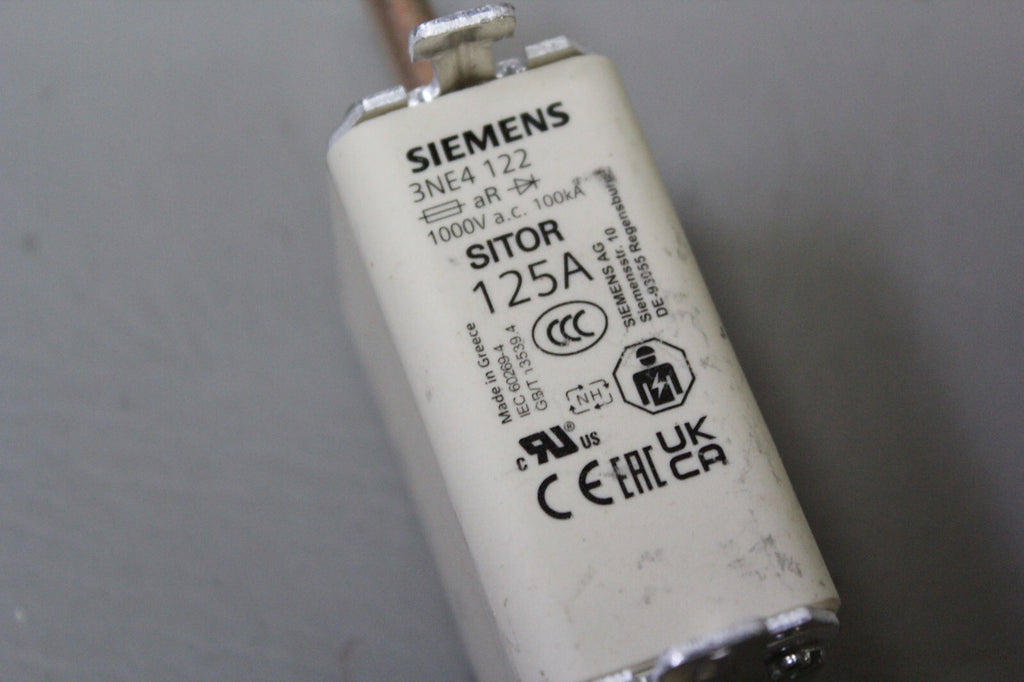 SIEMENS
3NE4 122
aR
1000V a.c. 100kA
SITOR
125A
SIEMENS AG
Siemensstr. 10
DE-93055 Regensburg
CCC
Made in Greece
IEC 60269-4
GB/T 13539.4
NH
c RU ® US
CE EAC UK
CA